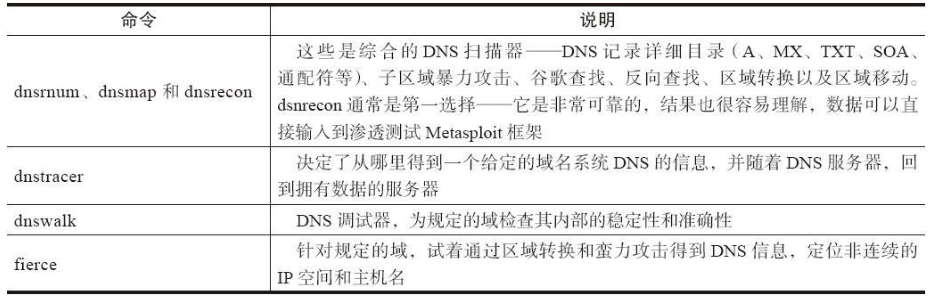 命令 说明
dnsrnum、dnsmap 和 dnsrecon
这些是综合的 DNS 扫描器——DNS 记录详细目录（A、MX、TXT、SOA、
通配符等）、子区域暴力攻击、谷歌查找、反向查找、区域转换以及区域移动。
dsnrecon 通常是第一选择——它是非常可靠的，结果也很容易理解，数据可以直
接输入到渗透测试 Metasploit 框架
dnstracer
决定了从哪里得到一个给定的域名系统 DNS 的信息，并随着 DNS 服务器，回
到拥有数据的服务器
dnswalk
DNS 调试器，为规定的域检查其内部的稳定性和准确性
fierce
针对规定的域，试着通过区域转换和蛮力攻击得到 DNS 信息，定位非连续的
IP 空间和主机名